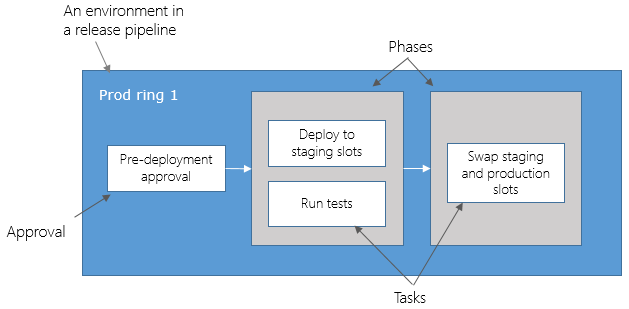 An environment in
a release pipeline
Phases
Prod ring 1
Pre-deployment
approval
Deploy to
staging slots
Run tests
Swap staging
and production
slots
Approval
Tasks